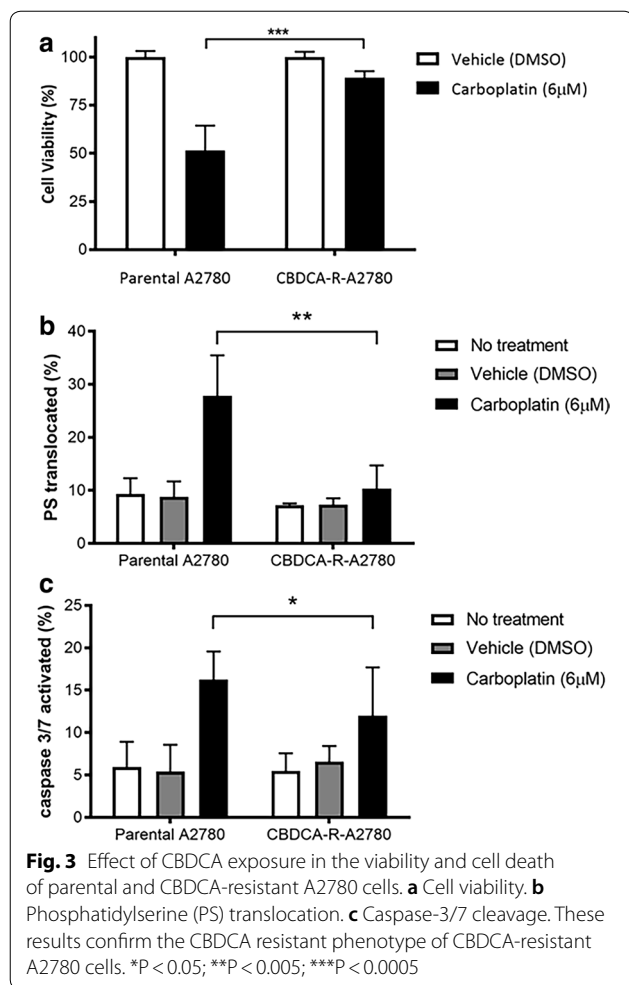 a
***
100
75
50
25
0
Cell Viability (%)
Vehicle (DMSO)
Carboplatin (6µM)
Parental A2780 CBDCA-R-A2780
b
**
40
30
20
10
0
PS translocated (%)
No treatment
Vehicle (DMSO)
Carboplatin (6µM)
Parental A2780 CBDCA-R-A2780
c
*
25
20
15
10
5
0
caspase 3/7 activated (%)
No treatment
Vehicle (DMSO)
Carboplatin (6µM)
Parental A2780 CBDCA-R-A2780
Fig. 3 Effect of CBDCA exposure in the viability and cell death
of parental and CBDCA-resistant A2780 cells. a Cell viability. b
Phosphatidylserine (PS) translocation. c Caspase-3/7 cleavage. These
results confirm the CBDCA resistant phenotype of CBDCA-resistant
A2780 cells. *P < 0.05; **P < 0.005; ***P < 0.0005